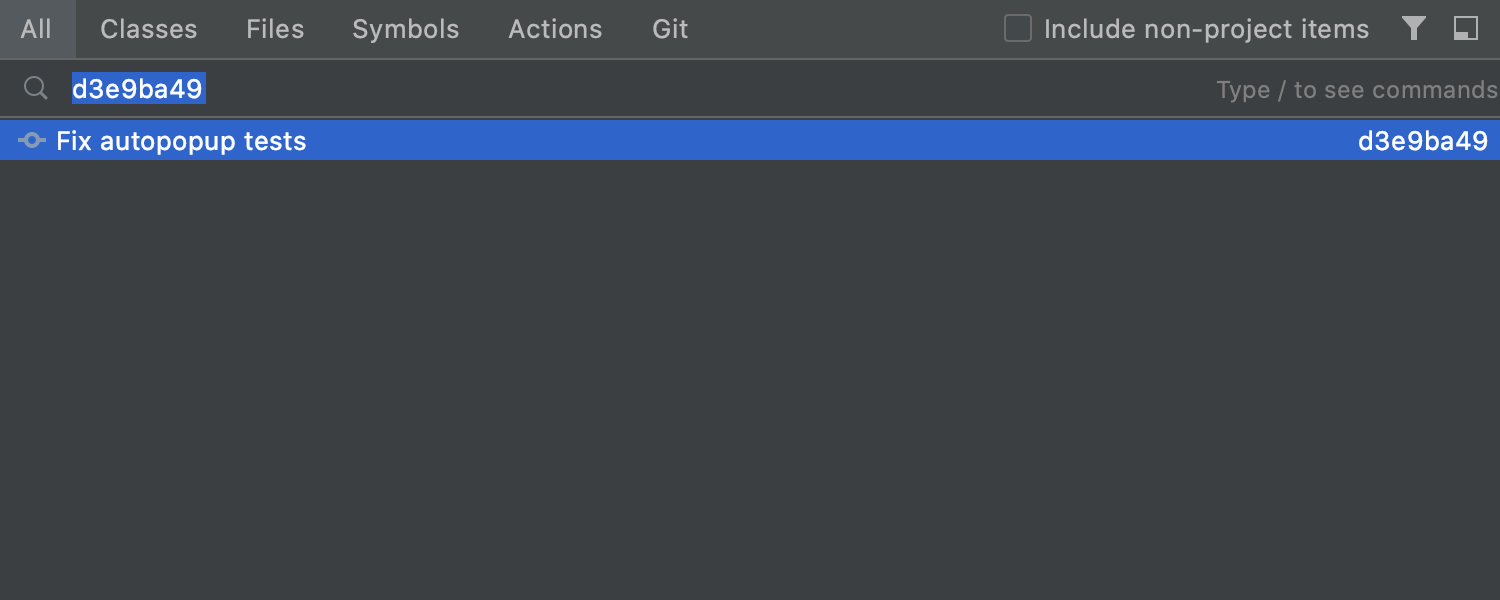 All Classes Files Symbols Actions Git Include non-project items
d3e9ba49 Type / to see commands
Fix autopopup tests d3e9ba49